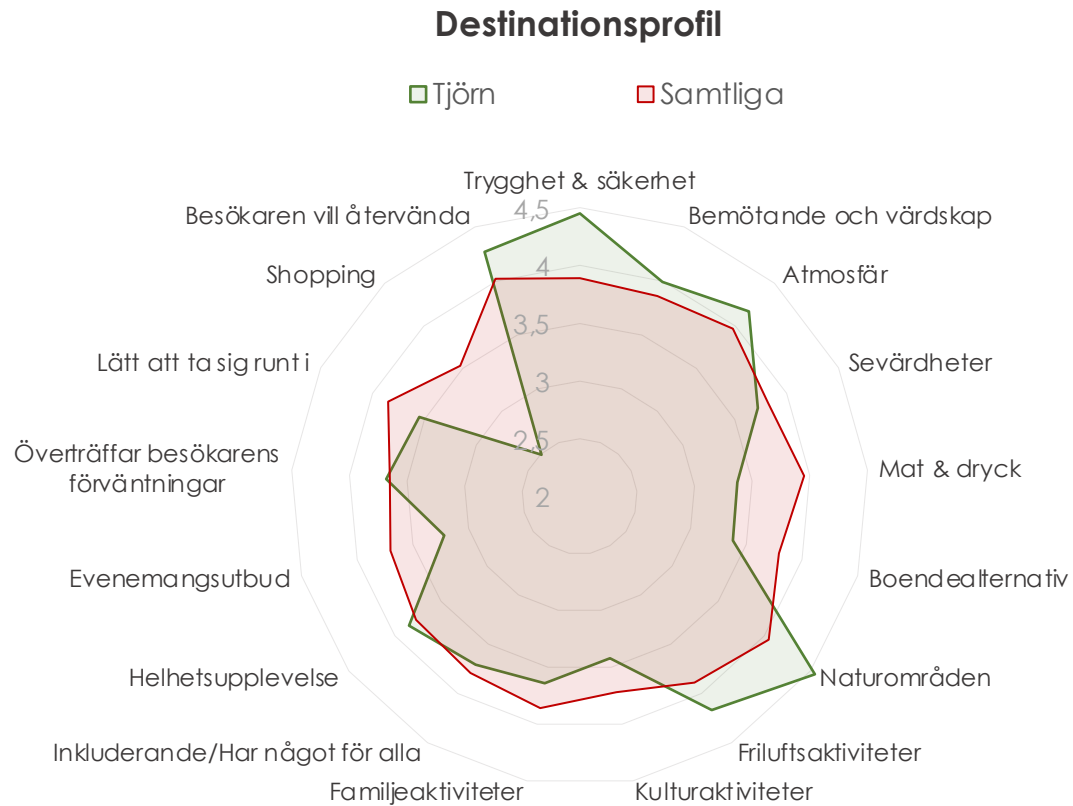 Destinationsprofil
Tjörn
Samtliga
Trygghet & säkerhet
Besökaren vill återvända
4,5
Bemötande och värdskap
Shopping
4
Atmosfär
3,5
Lätt att ta sig runt i
Sevärdheter
3
2,5
Överträffar besökarens
förväntningar
Mat & dryck
2
Evenemangsutbud
Boendealternativ
Helhetsupplevelse
Naturområden
Inkluderande/Har något för alla
Friluftsaktiviteter
Familjeaktiviteter
Kulturaktiviteter